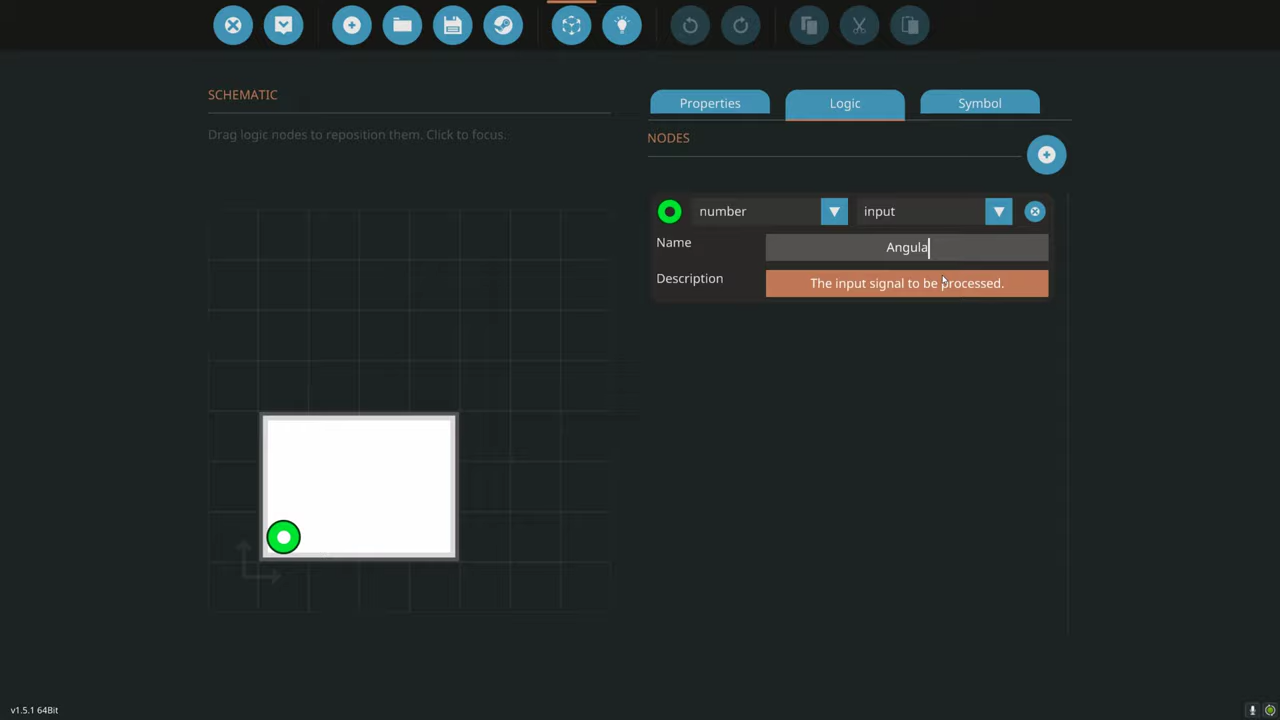 SCHEMATIC
Drag logic nodes to reposition them. Click to focus.
Properties
Logic
Symbol
NODES
number
input
Name
Angula
Description
The input signal to be processed.
v1.5.1 64Bit